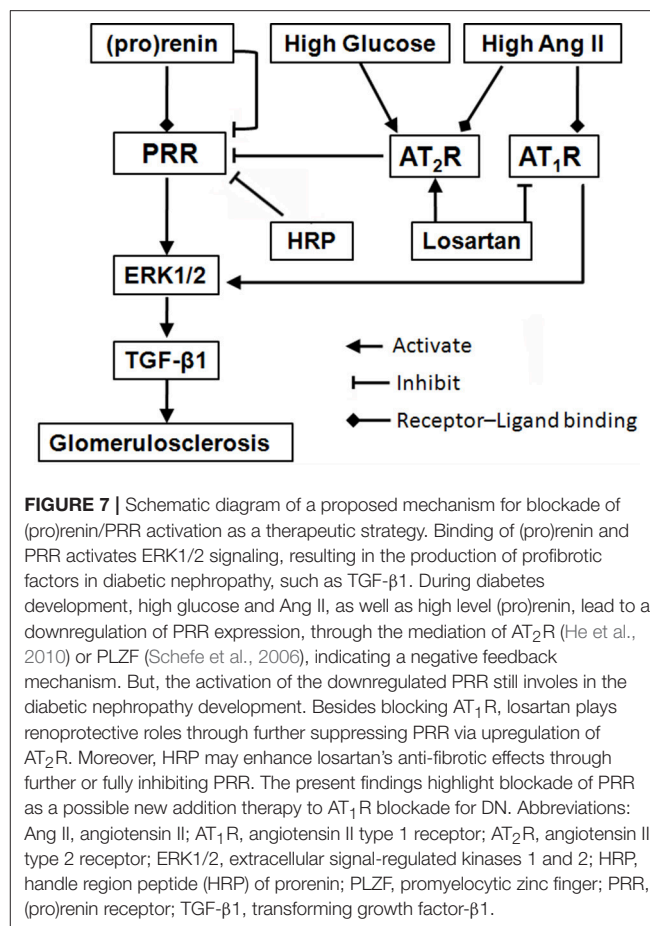 (pro)renin
High Glucose
High Ang II
PRR
AT₂R
AT₁R
HRP
Losartan
ERK1/2
TGF-β1
Glomerulosclerosis
Activate
Inhibit
Receptor–Ligand binding
FIGURE 7 | Schematic diagram of a proposed mechanism for blockade of
(pro)renin/PRR activation as a therapeutic strategy. Binding of (pro)renin and
PRR activates ERK1/2 signaling, resulting in the production of profibrotic
factors in diabetic nephropathy, such as TGF-β1. During diabetes
development, high glucose and Ang II, as well as high level (pro)renin, lead to a
downregulation of PRR expression, through the mediation of AT₂R (He et al.,
2010) or PLZF (Schefe et al., 2006), indicating a negative feedback
mechanism. But, the activation of the downregulated PRR still involes in the
diabetic nephropathy development. Besides blocking AT₁R, losartan plays
renoprotective roles through further suppressing PRR via upregulation of
AT₂R. Moreover, HRP may enhance losartan's anti-fibrotic effects through
further or fully inhibiting PRR. The present findings highlight blockade of PRR
as a possible new addition therapy to AT₁R blockade for DN. Abbreviations:
Ang II, angiotensin II; AT₁R, angiotensin II type 1 receptor; AT₂R, angiotensin II
type 2 receptor; ERK1/2, extracellular signal-regulated kinases 1 and 2; HRP,
handle region peptide (HRP) of prorenin; PLZF, promyelocytic zinc finger; PRR,
(pro)renin receptor; TGF-β1, transforming growth factor-β1.